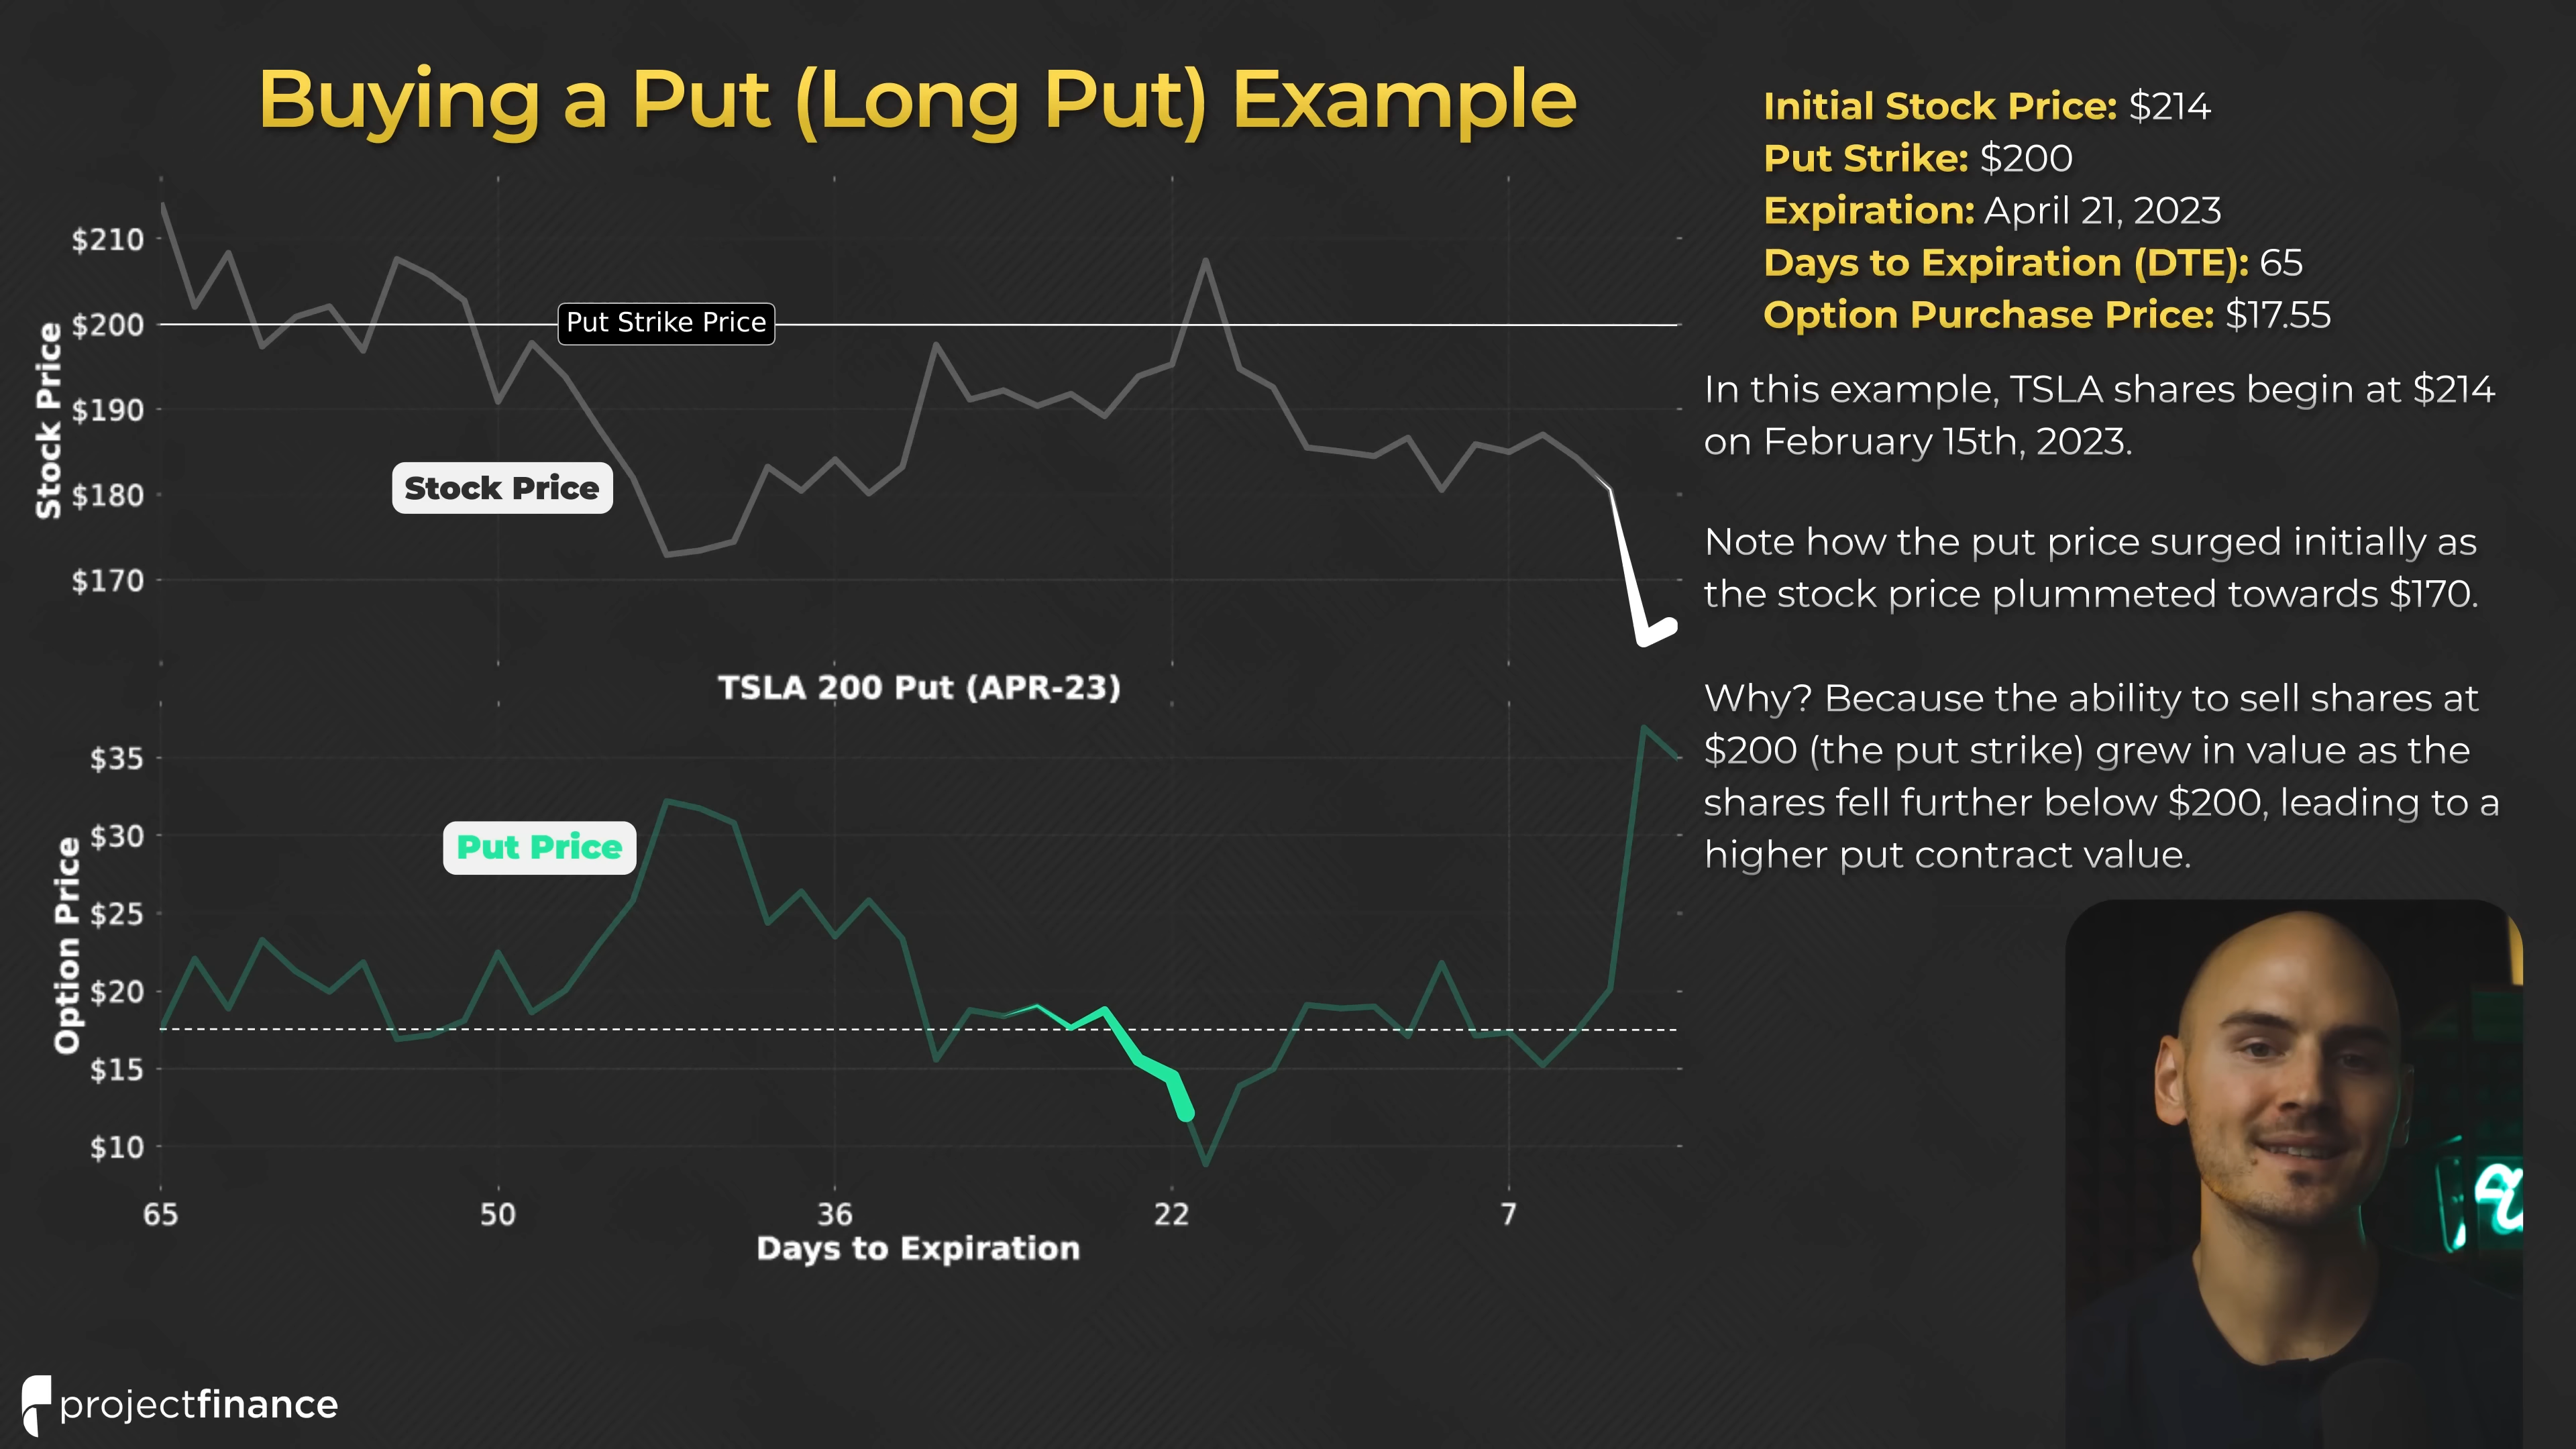 Buying a Put (Long Put) Example
Initial Stock Price: $214
Put Strike: $200
Expiration: April 21, 2023
Days to Expiration (DTE): 65
Option Purchase Price: $17.55
In this example, TSLA shares begin at $214
on February 15th, 2023.
Note how the put price surged initially as
the stock price plummeted towards $170.
Why? Because the ability to sell shares at
$200 (the put strike) grew in value as the
shares fell further below $200, leading to a
higher put contract value.
Stock Price
$210
$200
$190
$180
$170
Put Strike Price
Stock Price
TSLA 200 Put (APR-23)
Option Price
$35
$30
$25
$20
$15
$10
Put Price
65
50
36
22
7
Days to Expiration
projectfinance